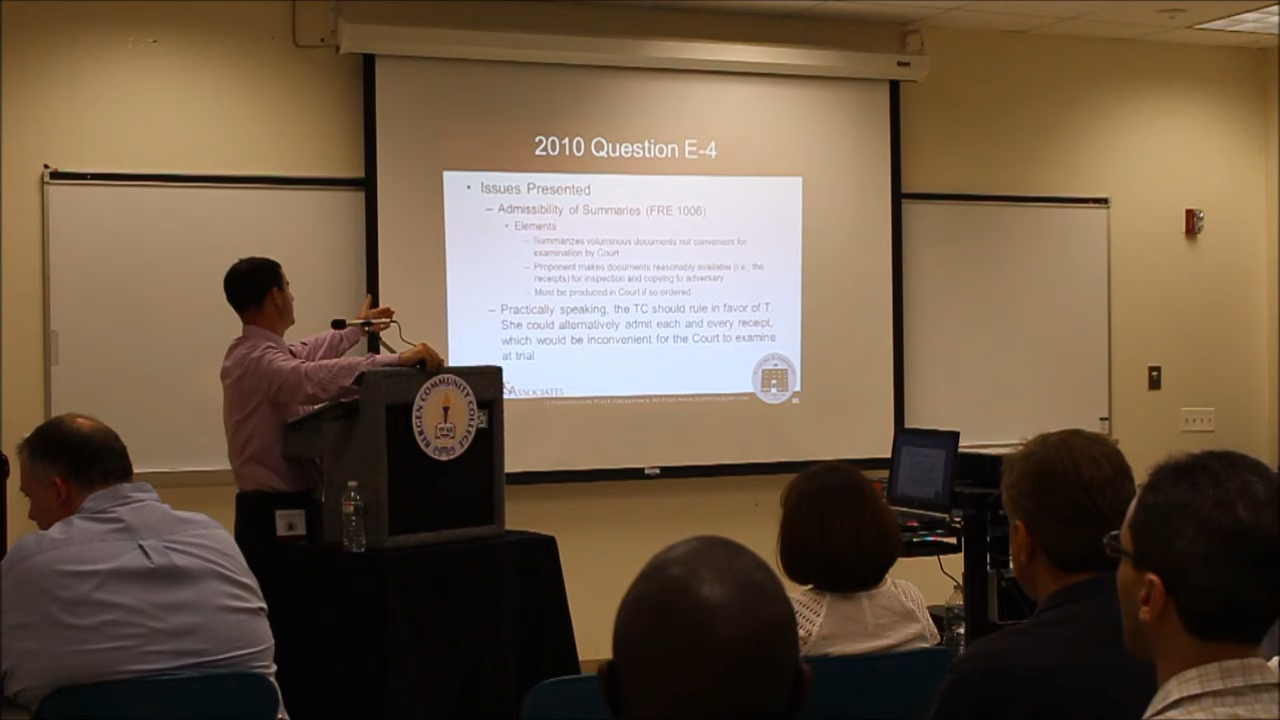 2010 Question E-4
• Issues Presented
– Admissibility of Summaries (FRE 1006)
• Elements
– Summarizes voluminous documents not convenient for
examination by Court
– Proponent makes documents reasonably available (i.e., the
receipts) for inspection and copying to adversary
– Must be produced in Court if so ordered
– Practically speaking, the TC should rule in favor of T.
She could alternatively admit each and every receipt,
which would be inconvenient for the Court to examine
at trial.
ASSOCIATES
BERGEN COMMUNITY COLLEGE